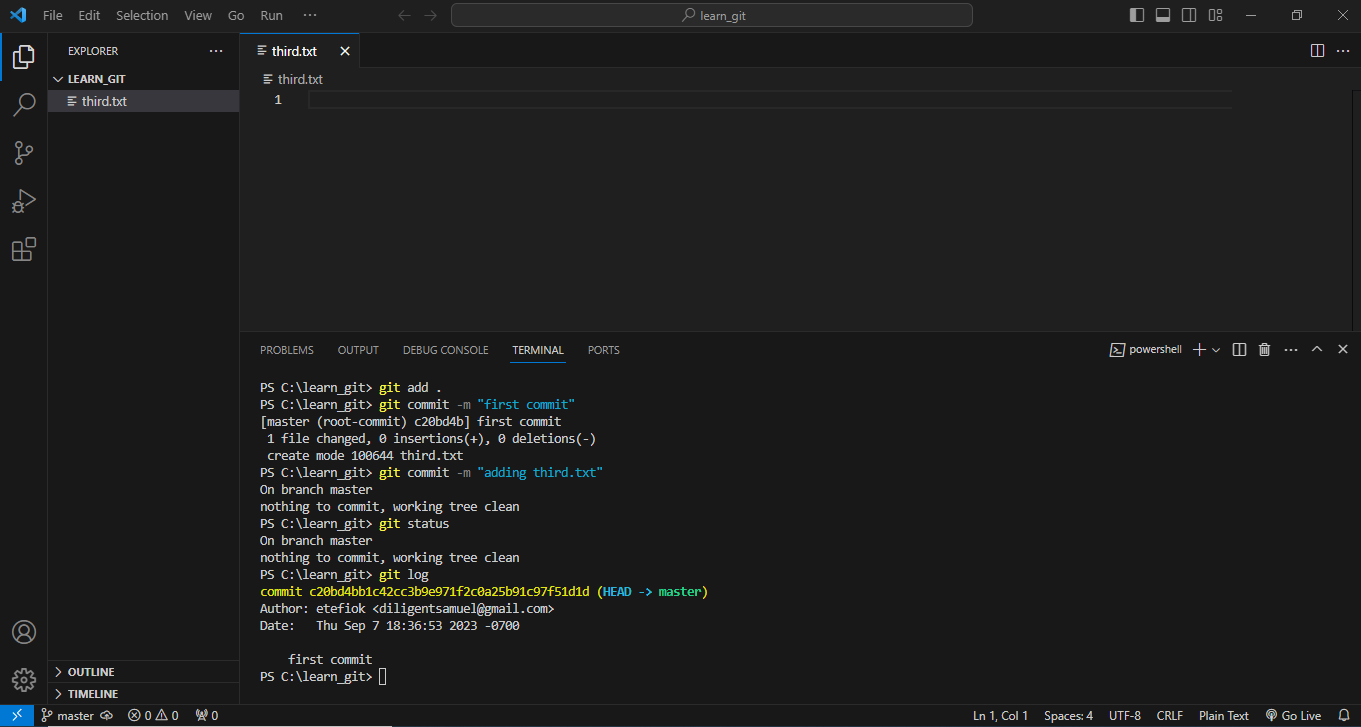 File Edit Selection View Go Run ··· learn_git
EXPLORER ···
LEARN_GIT
third.txt
third.txt
third.txt
1
PROBLEMS OUTPUT DEBUG CONSOLE TERMINAL PORTS powershell
PS C:\learn_git> git add .
PS C:\learn_git> git commit -m "first commit"
[master (root-commit) c20bd4b] first commit
 1 file changed, 0 insertions(+), 0 deletions(-)
 create mode 100644 third.txt
PS C:\learn_git> git commit -m "adding third.txt"
On branch master
nothing to commit, working tree clean
PS C:\learn_git> git status
On branch master
nothing to commit, working tree clean
PS C:\learn_git> git log
commit c20bd4bb1c42cc3b9e971f2c0a25b91c97f51d1d (HEAD -> master)
Author: etefiok <diligentsamuel@gmail.com>
Date:   Thu Sep 7 18:36:53 2023 -0700
    first commit
PS C:\learn_git>
OUTLINE
TIMELINE
master 0 0 0 Ln 1, Col 1 Spaces: 4 UTF-8 CRLF Plain Text Go Live